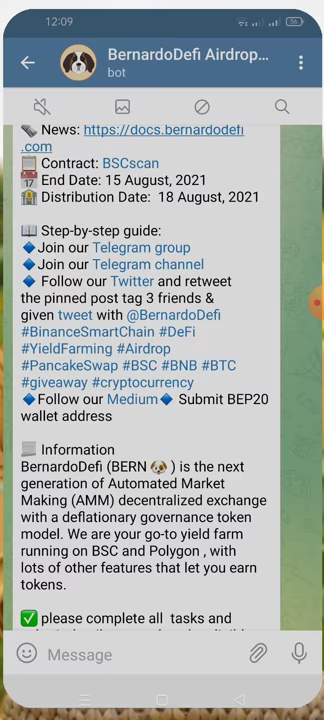 12:09
56
BernardoDefi Airdrop...
bot
News: https://docs.bernardodefi
.com
Contract: BSCscan
17 End Date: 15 August, 2021
Distribution Date: 18 August, 2021
Step-by-step guide:
Join our Telegram group
Join our Telegram channel
Follow our Twitter and retweet
the pinned post tag 3 friends &
given tweet with @BernardoDefi
#BinanceSmartChain #DeFi
#YieldFarming #Airdrop
#PancakeSwap #BSC #BNB #BTC
#giveaway #cryptocurrency
Follow our Medium Submit BEP20
wallet address
Information
BernardoDefi (BERN ) is the next
generation of Automated Market
Making (AMM) decentralized exchange
with a deflationary governance token
model. We are your go-to yield farm
running on BSC and Polygon , with
lots of other features that let you earn
tokens.
please complete all tasks and
Message